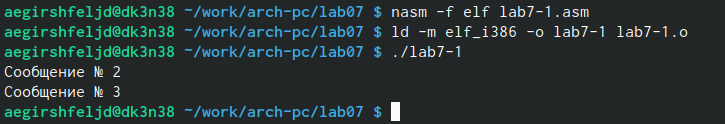 aegirshfeljd@dk3n38 ~/work/arch-pc/lab07 $ nasm -f elf lab7-1.asm
aegirshfeljd@dk3n38 ~/work/arch-pc/lab07 $ ld -m elf_i386 -o lab7-1 lab7-1.o
aegirshfeljd@dk3n38 ~/work/arch-pc/lab07 $ ./lab7-1
Сообщение № 2
Сообщение № 3
aegirshfeljd@dk3n38 ~/work/arch-pc/lab07 $